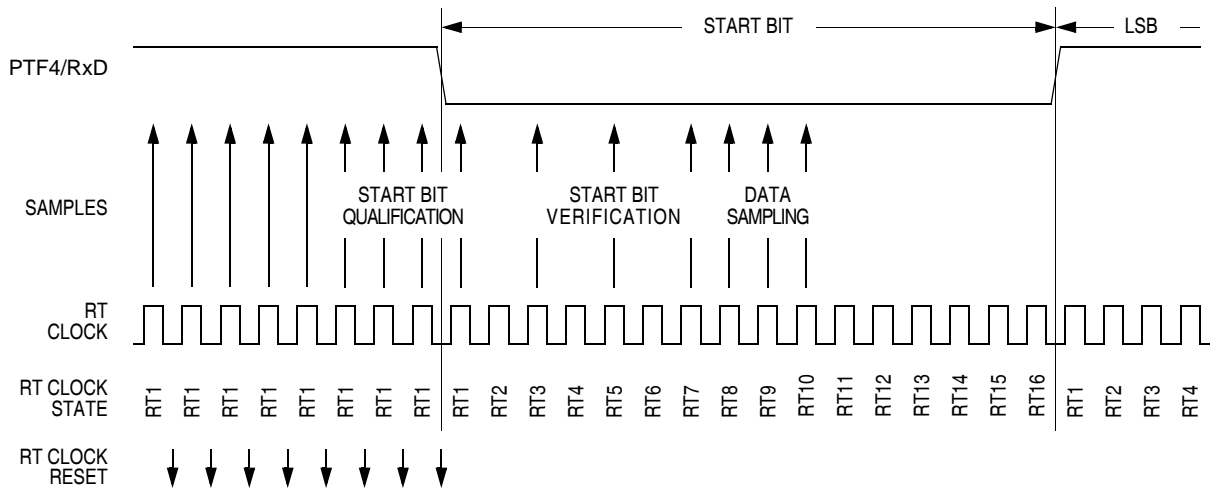 START BIT
LSB
PTF4/RxD
SAMPLES
START BIT
QUALIFICATION
START BIT
VERIFICATION
DATA
SAMPLING
RT
CLOCK
RT CLOCK
STATE
RT1 RT1 RT1 RT1 RT1 RT1 RT1 RT1 RT1 RT2 RT3 RT4 RT5 RT6 RT7 RT8 RT9 RT10 RT11 RT12 RT13 RT14 RT15 RT16 RT1 RT2 RT3 RT4
RT CLOCK
RESET